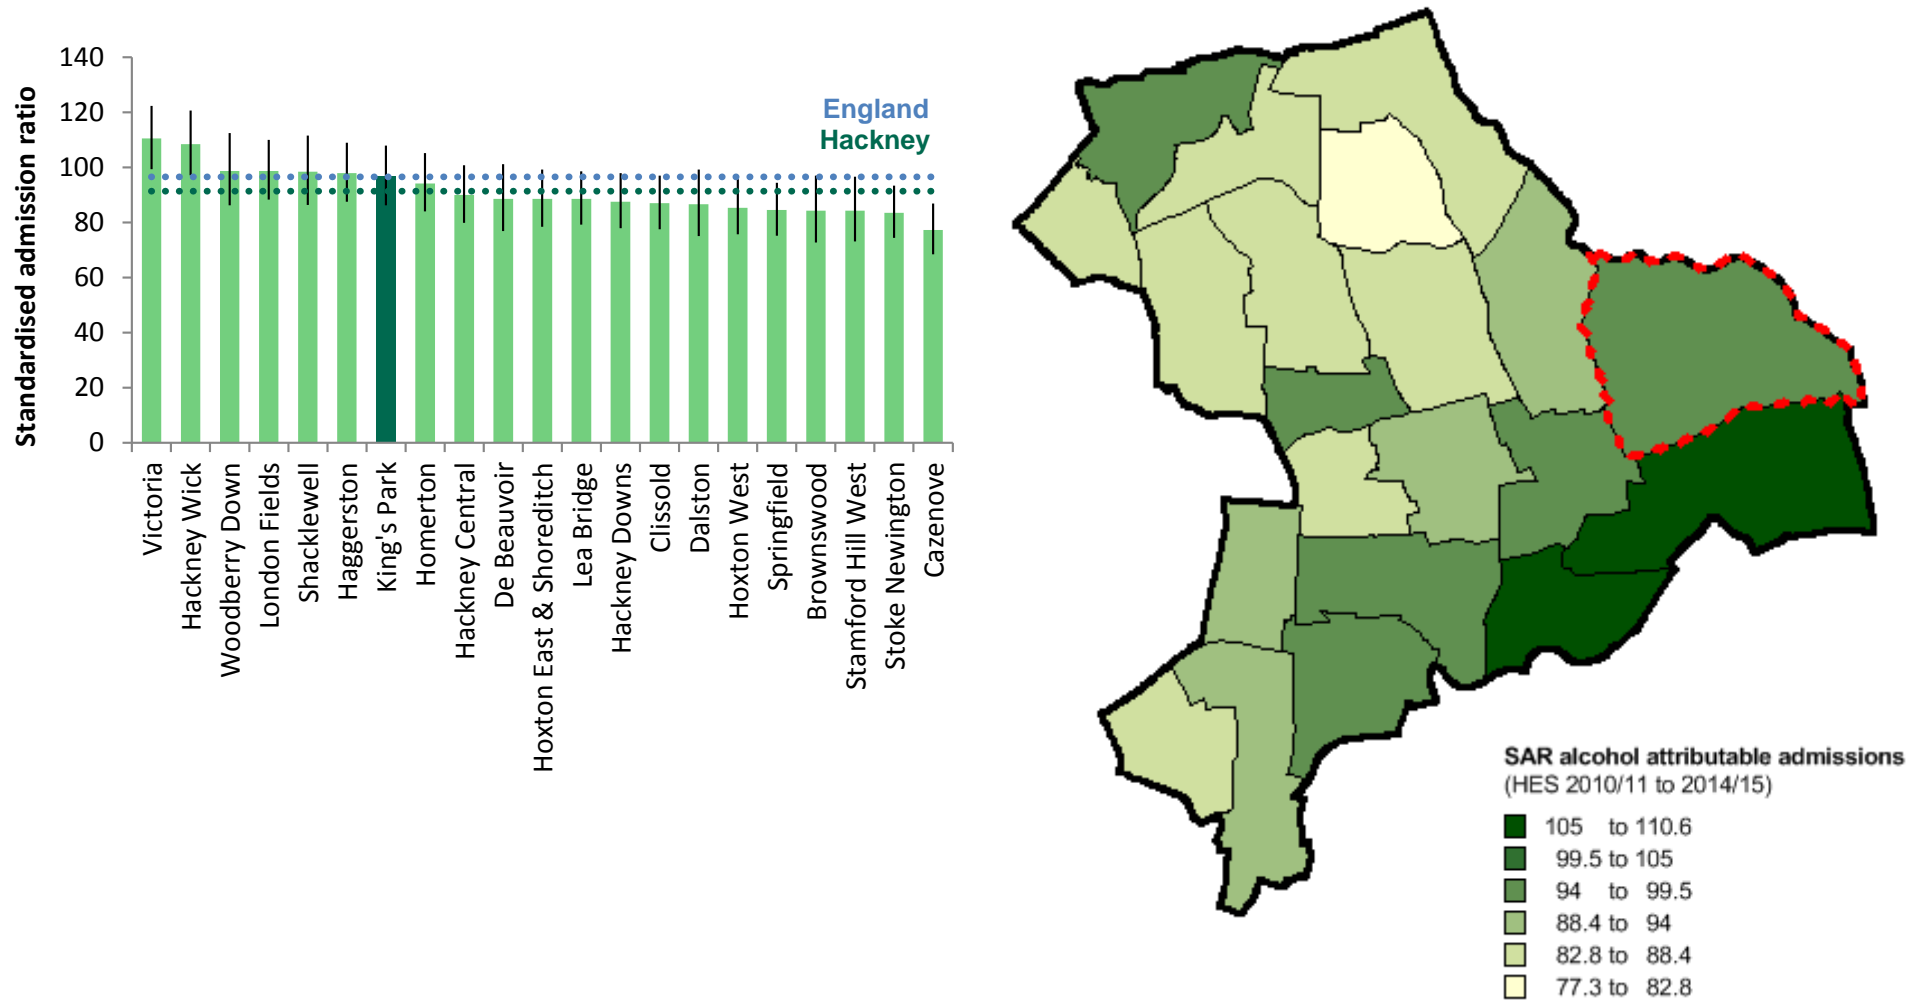 Standardised admission ratio
140
120
100
80
60
40
20
0
England
Hackney
Victoria
Hackney Wick
Woodberry Down
London Fields
Shacklewell
Haggerston
King's Park
Homerton
Hackney Central
De Beauvoir
Hoxton East & Shoreditch
Lea Bridge
Hackney Downs
Clissold
Dalston
Hoxton West
Springfield
Brownswood
Stamford Hill West
Stoke Newington
Cazenove
SAR alcohol attributable admissions
(HES 2010/11 to 2014/15)
105 to 110.6
99.5 to 105
94 to 99.5
88.4 to 94
82.8 to 88.4
77.3 to 82.8